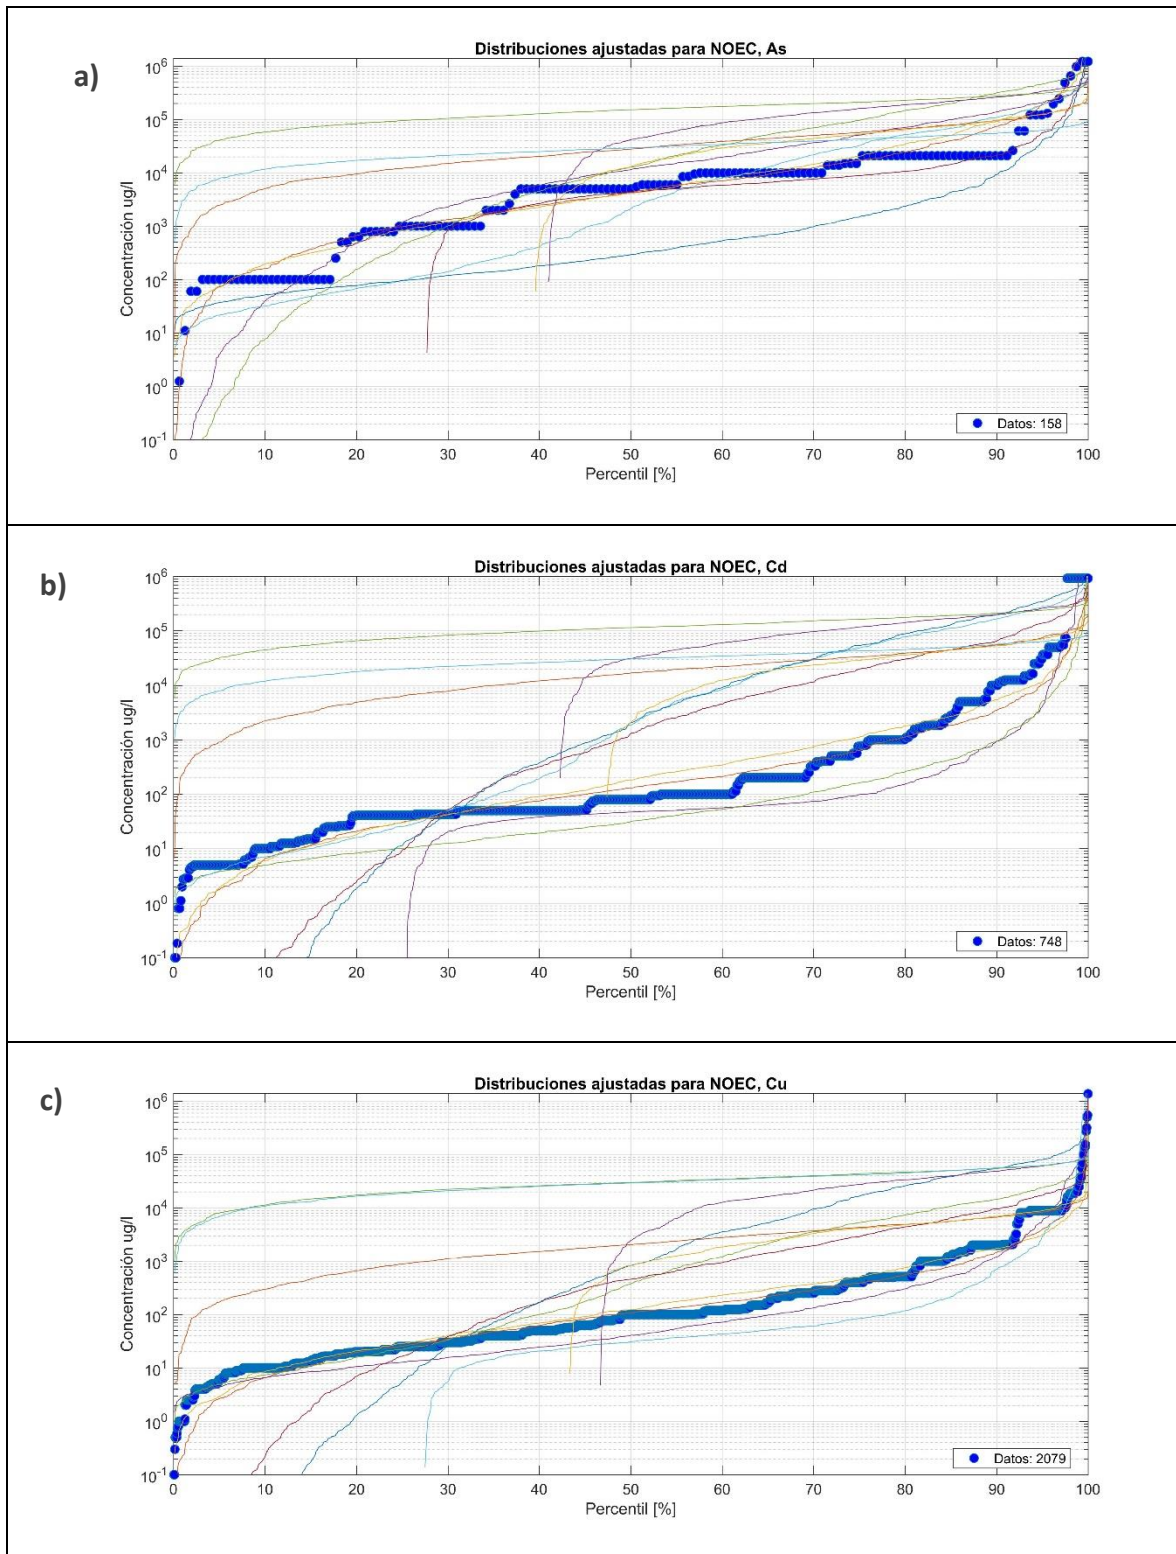 a)
Distribuciones ajustadas para NOEC, As
Concentración ug/l
10^6
10^5
10^4
10^3
10^2
10^1
10^0
10^-1
0 10 20 30 40 50 60 70 80 90 100
Percentil [%]
Datos: 158
b)
Distribuciones ajustadas para NOEC, Cd
Concentración ug/l
10^6
10^5
10^4
10^3
10^2
10^1
10^0
10^-1
0 10 20 30 40 50 60 70 80 90 100
Percentil [%]
Datos: 748
c)
Distribuciones ajustadas para NOEC, Cu
Concentración ug/l
10^6
10^5
10^4
10^3
10^2
10^1
10^0
10^-1
0 10 20 30 40 50 60 70 80 90 100
Percentil [%]
Datos: 2079